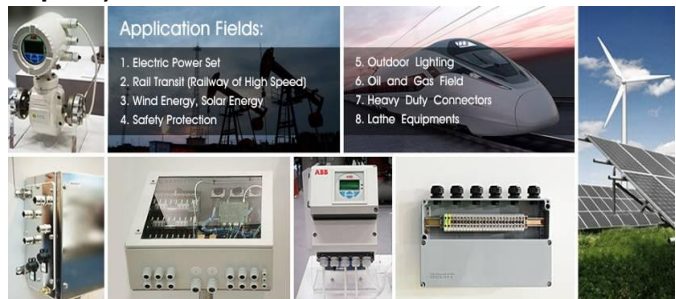 Application Fields:
1. Electric Power Set
2. Rail Transit (Railway of High Speed)
3. Wind Energy, Solar Energy
4. Safety Protection
5. Outdoor Lighting
6. Oil and Gas Field
7. Heavy Duty Connectors
8. Lathe Equipments
ABB